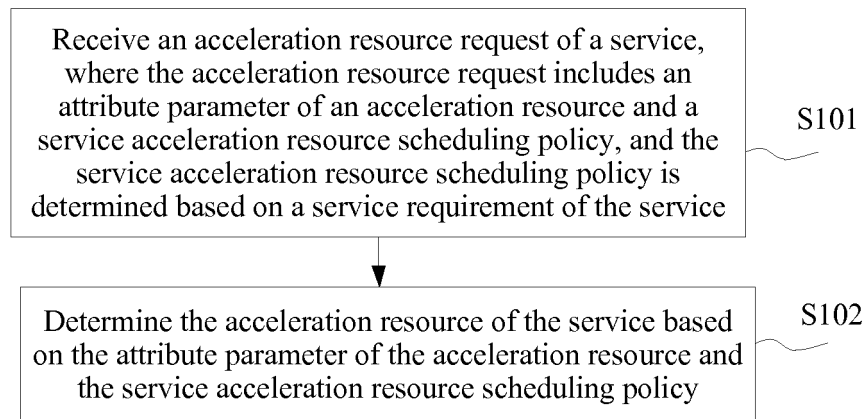 Receive an acceleration resource request of a service,
where the acceleration resource request includes an
attribute parameter of an acceleration resource and a
service acceleration resource scheduling policy, and the
service acceleration resource scheduling policy is
determined based on a service requirement of the service
S101
Determine the acceleration resource of the service based
on the attribute parameter of the acceleration resource and
the service acceleration resource scheduling policy
S102